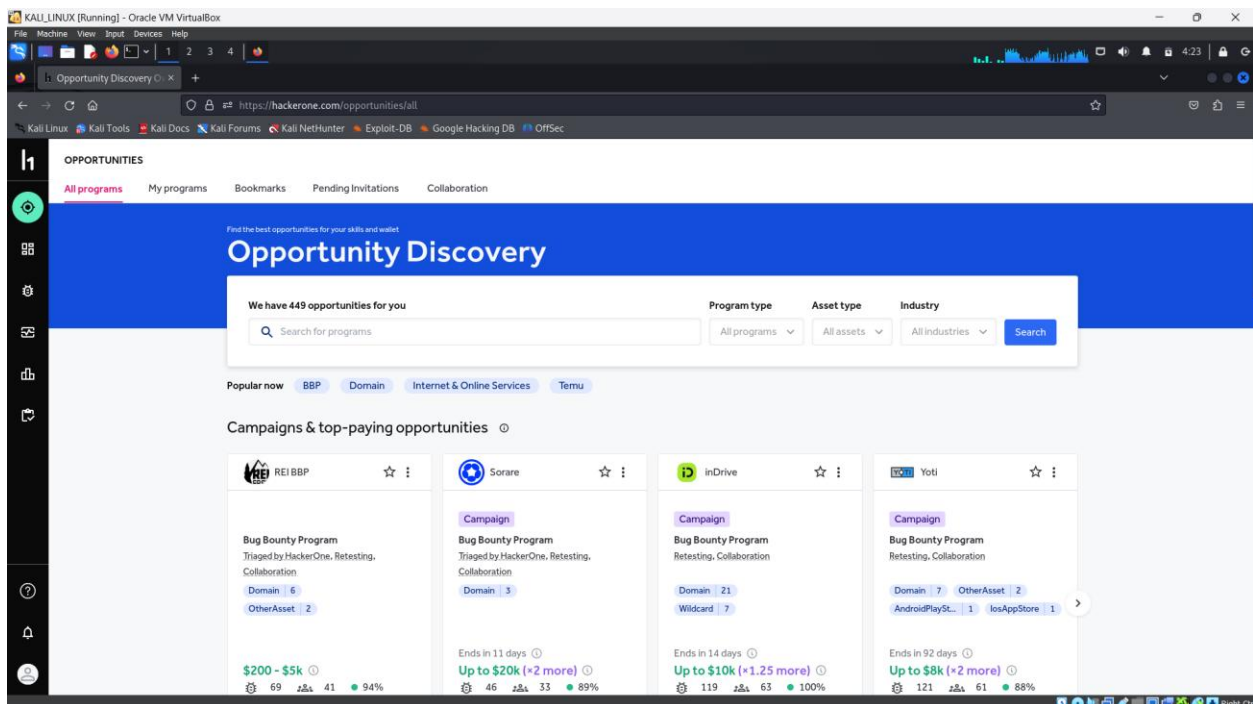 KALI_LINUX [Running] - Oracle VM VirtualBox
File Machine View Input Devices Help
1 2 3 4
4:23
Opportunity Discovery
https://hackerone.com/opportunities/all
Kali Linux Kali Tools Kali Docs Kali Forums Kali NetHunter Exploit-DB Google Hacking DB OffSec
h1 OPPORTUNITIES
All programs My programs Bookmarks Pending Invitations Collaboration
Find the best opportunities for your skills and wallet
Opportunity Discovery
We have 449 opportunities for you Program type Asset type Industry
Search for programs All programs All assets All industries Search
Popular now BBP Domain Internet & Online Services Temu
Campaigns & top-paying opportunities
REI BBP
Bug Bounty Program
Triaged by HackerOne, Retesting,
Collaboration
Domain 6
OtherAsset 2
$200 - $5k
69 41 94%
Sorare
Campaign
Bug Bounty Program
Triaged by HackerOne, Retesting,
Collaboration
Domain 3
Ends in 11 days
Up to $20k (×2 more)
46 33 89%
inDrive
Campaign
Bug Bounty Program
Retesting, Collaboration
Domain 21
Wildcard 7
Ends in 14 days
Up to $10k (×1.25 more)
119 63 100%
Yoti
Campaign
Bug Bounty Program
Retesting, Collaboration
Domain 7 OtherAsset 2
AndroidPlaySt... 1 IosAppStore 1
Ends in 92 days
Up to $8k (×2 more)
121 61 88%